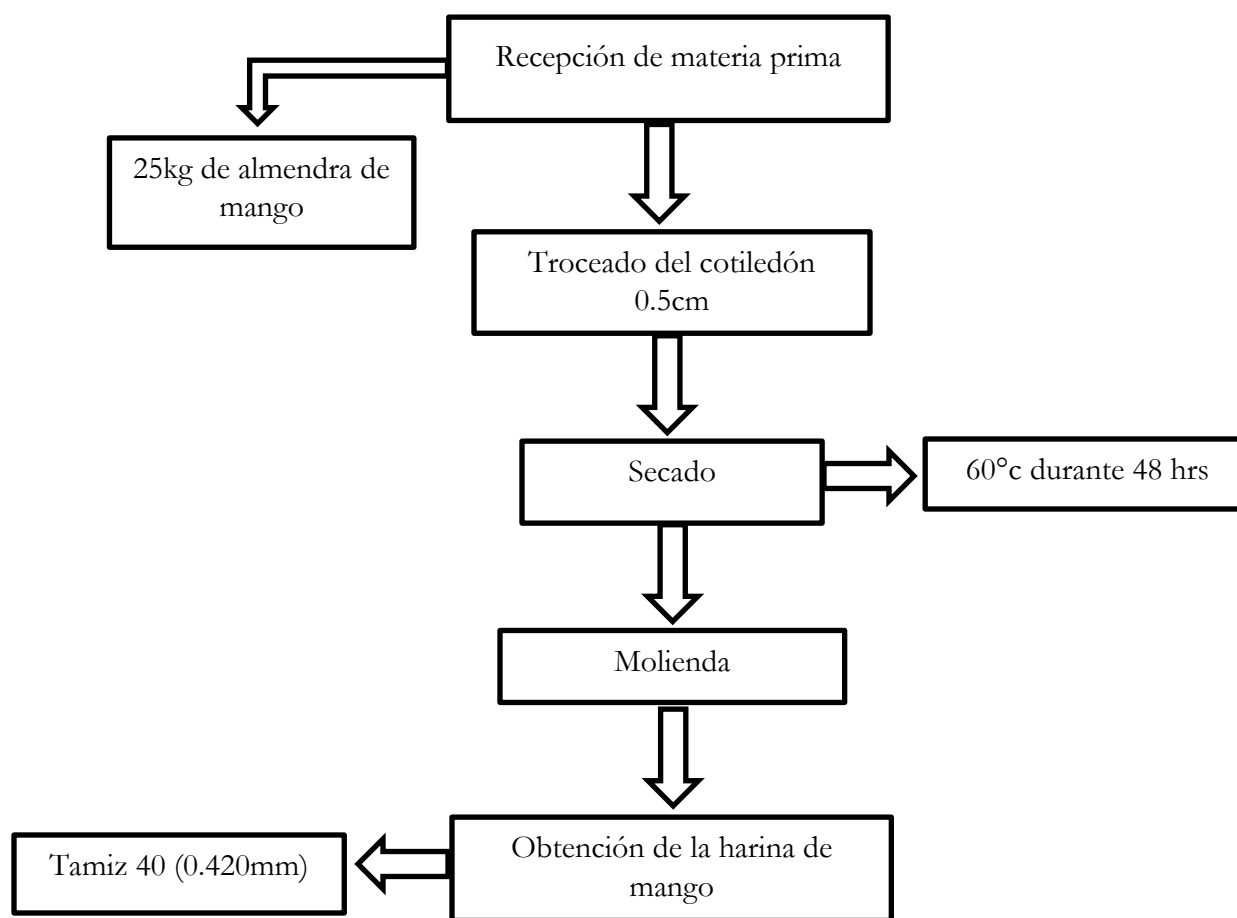 Recepción de materia prima
25kg de almendra de
mango
Troceado del cotiledón
0.5cm
Secado
60°c durante 48 hrs
Molienda
Obtención de la harina de
mango
Tamiz 40 (0.420mm)